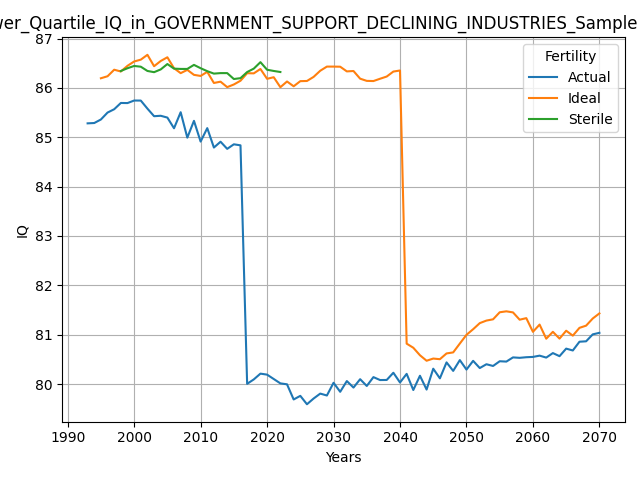 wer_Quartile_IQ_in_GOVERNMENT_SUPPORT_DECLINING_INDUSTRIES_Sample
87
86
85
84
83
82
81
80
IQ
Fertility
Actual
Ideal
Sterile
1990 2000 2010 2020 2030 2040 2050 2060 2070
Years